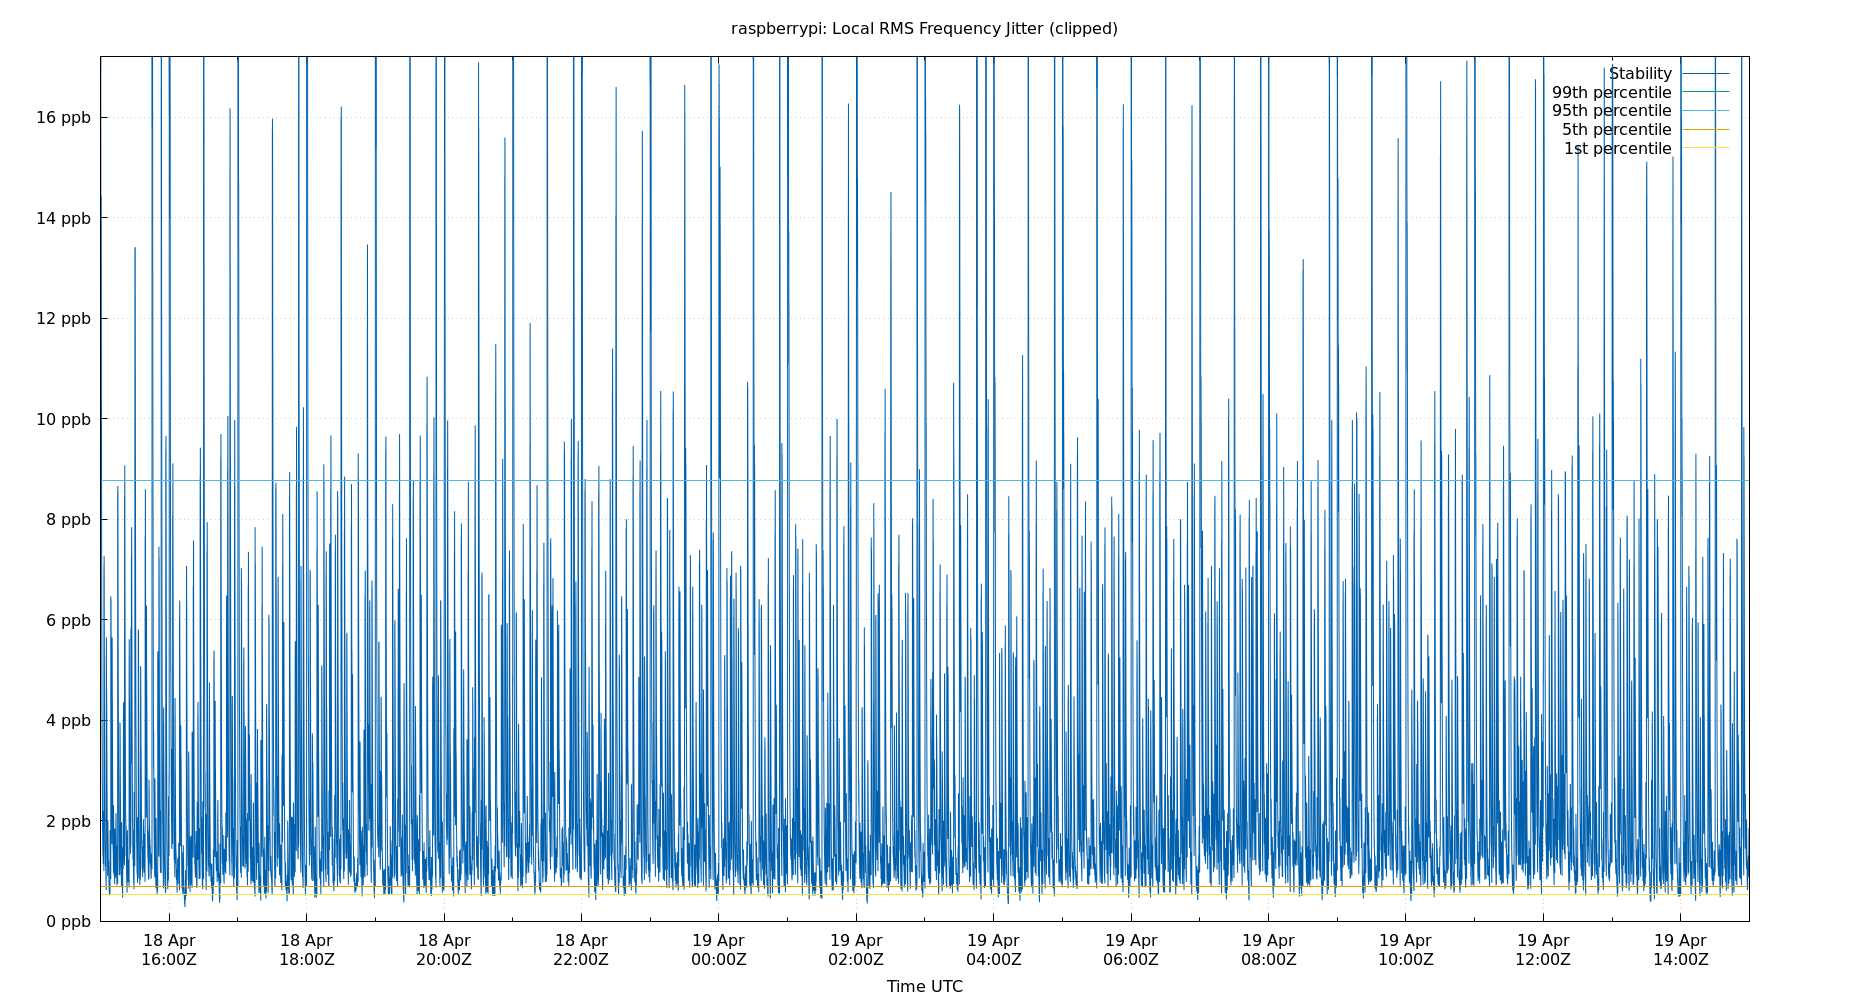 raspberrypi: Local RMS Frequency Jitter (clipped)
Stability
99th percentile
95th percentile
5th percentile
1st percentile
16 ppb
14 ppb
12 ppb
10 ppb
8 ppb
6 ppb
4 ppb
2 ppb
0 ppb
18 Apr 18 Apr 18 Apr 18 Apr 19 Apr 19 Apr 19 Apr 19 Apr 19 Apr 19 Apr 19 Apr 19 Apr
16:00Z 18:00Z 20:00Z 22:00Z 00:00Z 02:00Z 04:00Z 06:00Z 08:00Z 10:00Z 12:00Z 14:00Z
Time UTC